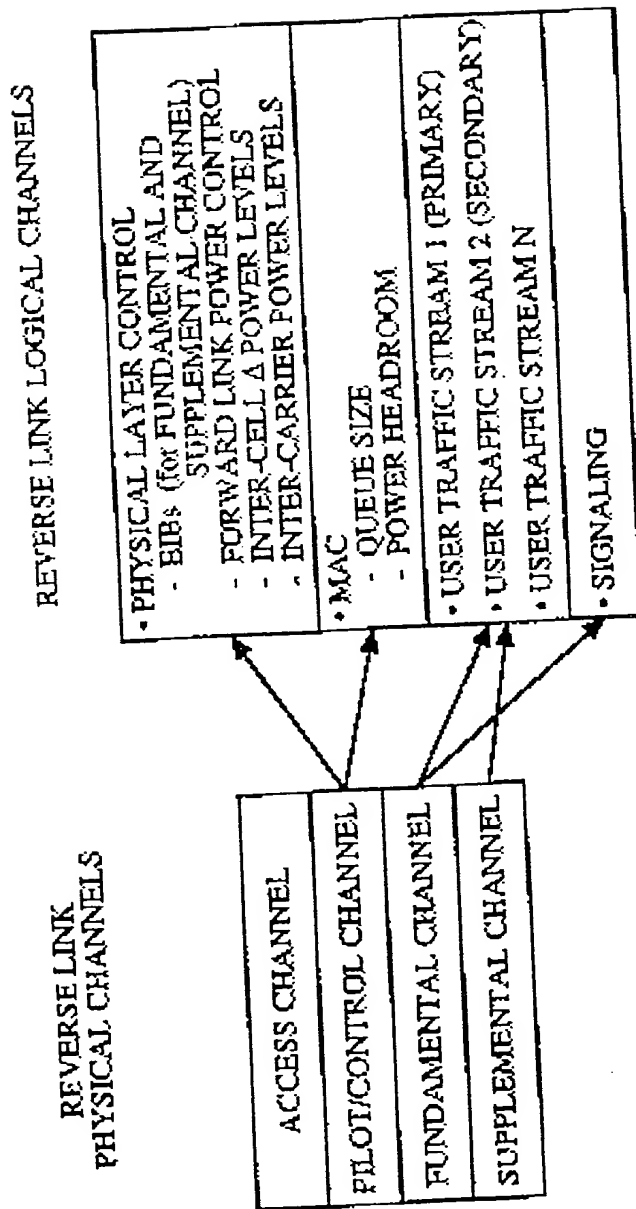 REVERSE LINK
PHYSICAL CHANNELS
ACCESS CHANNEL
PILOT/CONTROL CHANNEL
FUNDAMENTAL CHANNEL
SUPPLEMENTAL CHANNEL
REVERSE LINK LOGICAL CHANNELS
• PHYSICAL LAYER CONTROL
- EIBs (for FUNDAMENTAL AND
SUPPLEMENTAL CHANNEL)
- FORWARD LINK POWER CONTROL
- INTER-CELL Δ POWER LEVELS
- INTER-CARRIER POWER LEVELS
• MAC
- QUEUE SIZE
- POWER HEADROOM
• USER TRAFFIC STREAM 1 (PRIMARY)
• USER TRAFFIC STREAM 2 (SECONDARY)
• USER TRAFFIC STREAM N
• SIGNALING